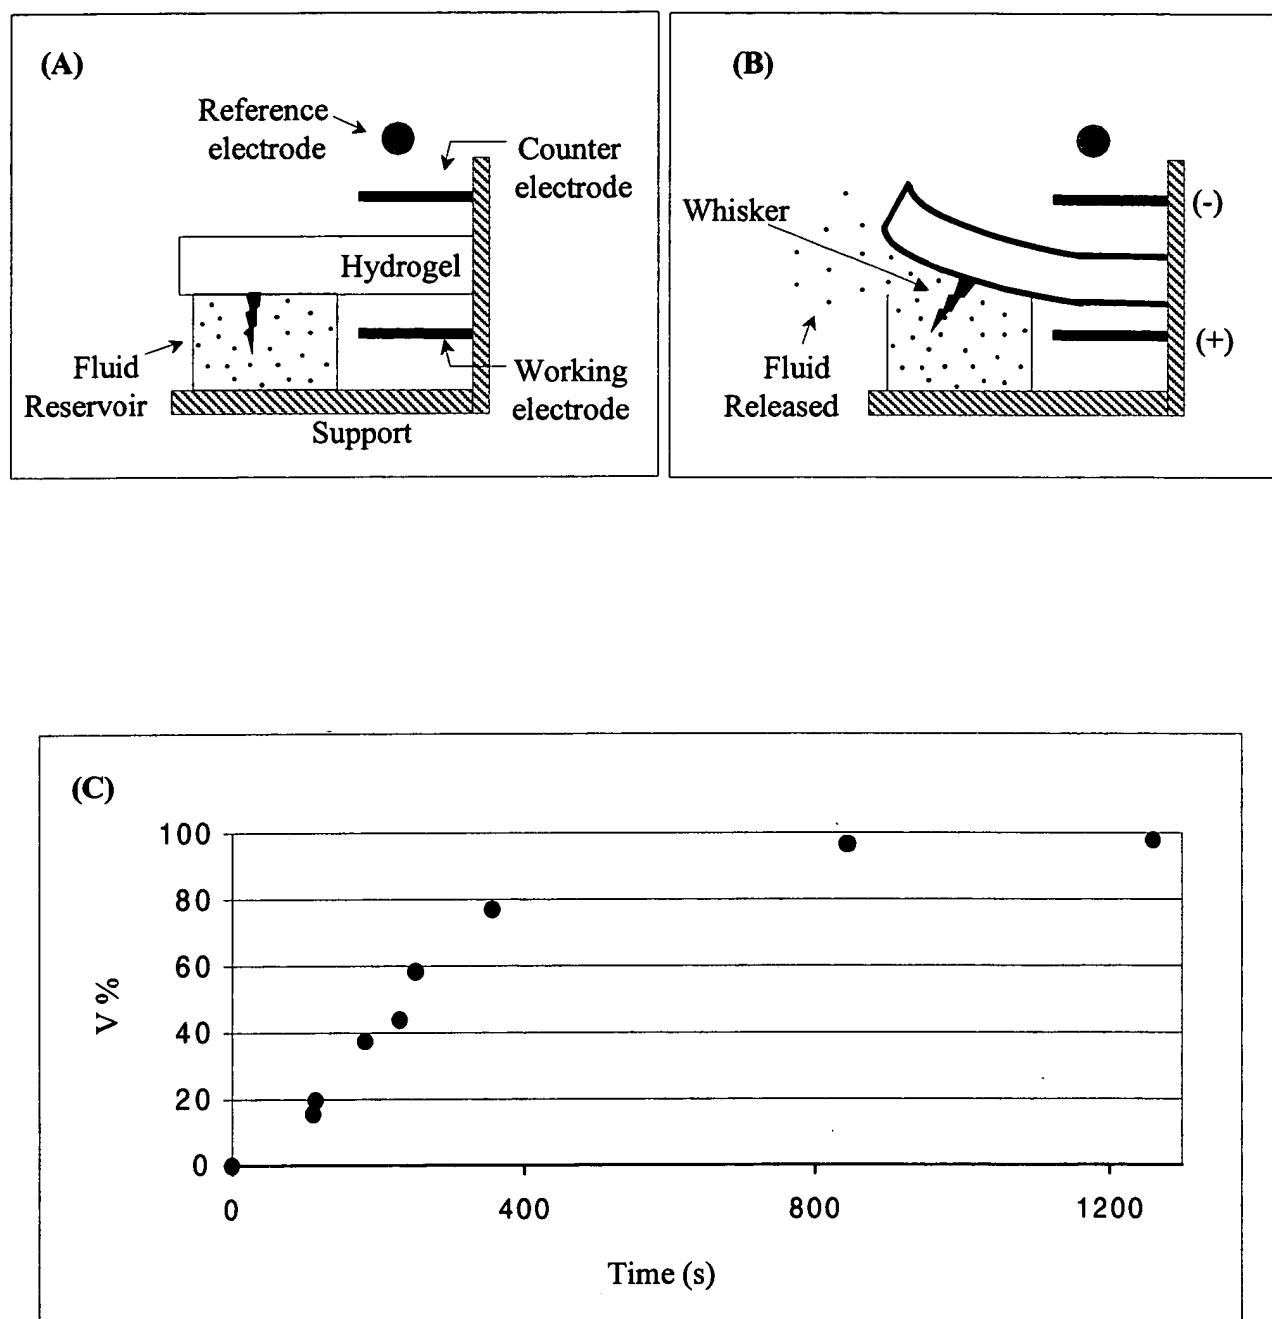 (A)
Reference
electrode
Counter
electrode
Hydrogel
Fluid
Reservoir
Working
electrode
Support
(B)
Whisker
(-)
(+)
Fluid
Released
(C)
100
80
60
40
20
0
V %
0 400 800 1200
Time (s)